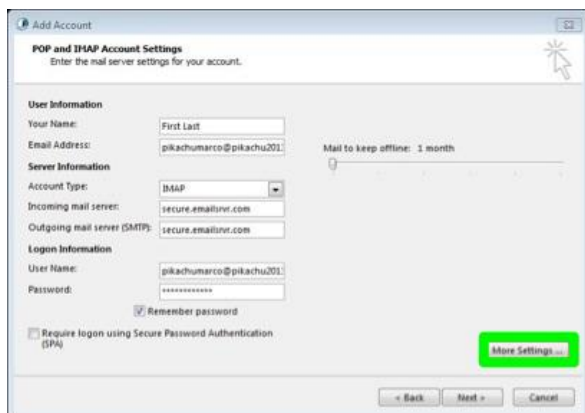 Add Account
POP and IMAP Account Settings
Enter the mail server settings for your account.
User Information
Your Name: First Last
Email Address: pikachumarco@pikachu201
Mail to keep offline: 1 month
Server Information
Account Type: IMAP
Incoming mail server: secure.emailsrvr.com
Outgoing mail server (SMTP): secure.emailsrvr.com
Logon Information
User Name: pikachumarco@pikachu201
Password: ************
Remember password
Require logon using Secure Password Authentication
(SPA)
More Settings ...
< Back Next > Cancel